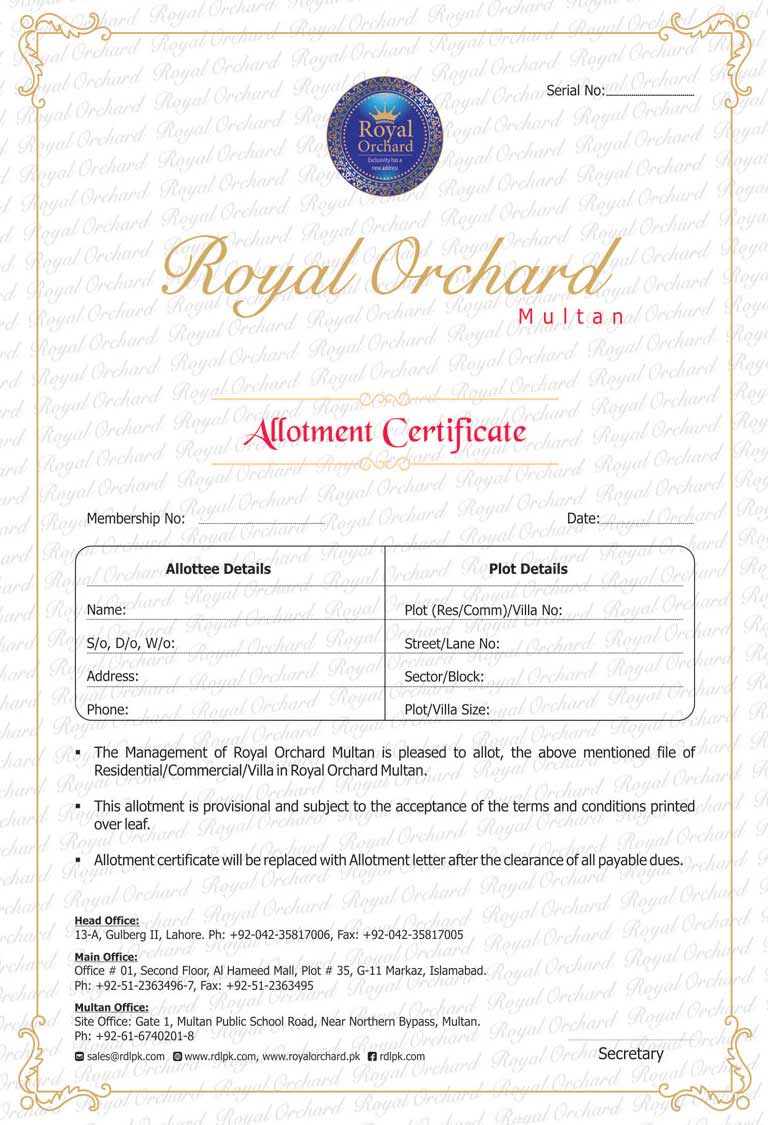 Serial No:
Royal
Orchard
Exclusivity has a
new address
Royal Orchard
Multan
Allotment Certificate
Membership No:
Date:
Allottee Details
Plot Details
Name:
Plot (Res/Comm)/Villa No:
S/o, D/o, W/o:
Street/Lane No:
Address:
Sector/Block:
Phone:
Plot/Villa Size:
▪ The Management of Royal Orchard Multan is pleased to allot, the above mentioned file of
Residential/Commercial/Villa in Royal Orchard Multan.
▪ This allotment is provisional and subject to the acceptance of the terms and conditions printed
over leaf.
▪ Allotment certificate will be replaced with Allotment letter after the clearance of all payable dues.
Head Office:
13-A, Gulberg II, Lahore. Ph: +92-042-35817006, Fax: +92-042-35817005
Main Office:
Office # 01, Second Floor, Al Hameed Mall, Plot # 35, G-11 Markaz, Islamabad.
Ph: +92-51-2363496-7, Fax: +92-51-2363495
Multan Office:
Site Office: Gate 1, Multan Public School Road, Near Northern Bypass, Multan.
Ph: +92-61-6740201-8
sales@rdlpk.com www.rdlpk.com, www.royalorchard.pk rdlpk.com
Secretary